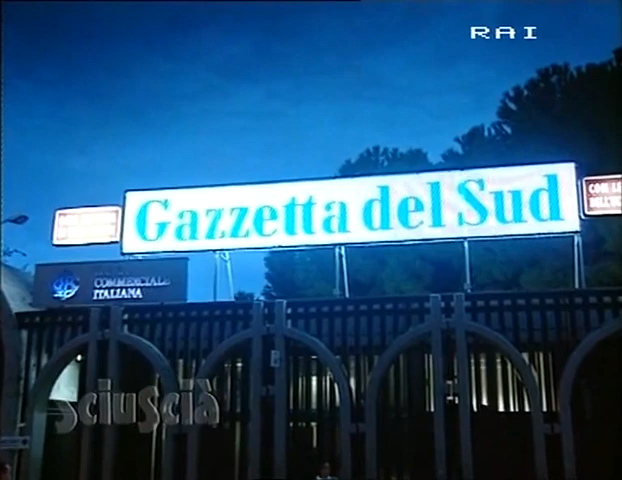 RAI
Gazzetta del Sud
COMMERCIALE
ITALIANA
sciuscià